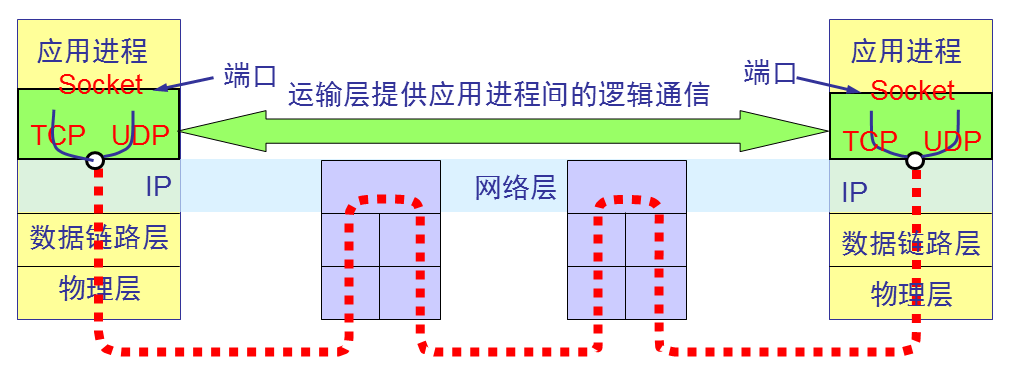 应用进程
Socket
端口
TCP UDP
IP
数据链路层
物理层
运输层提供应用进程间的逻辑通信
网络层
端口
应用进程
Socket
TCP UDP
IP
数据链路层
物理层